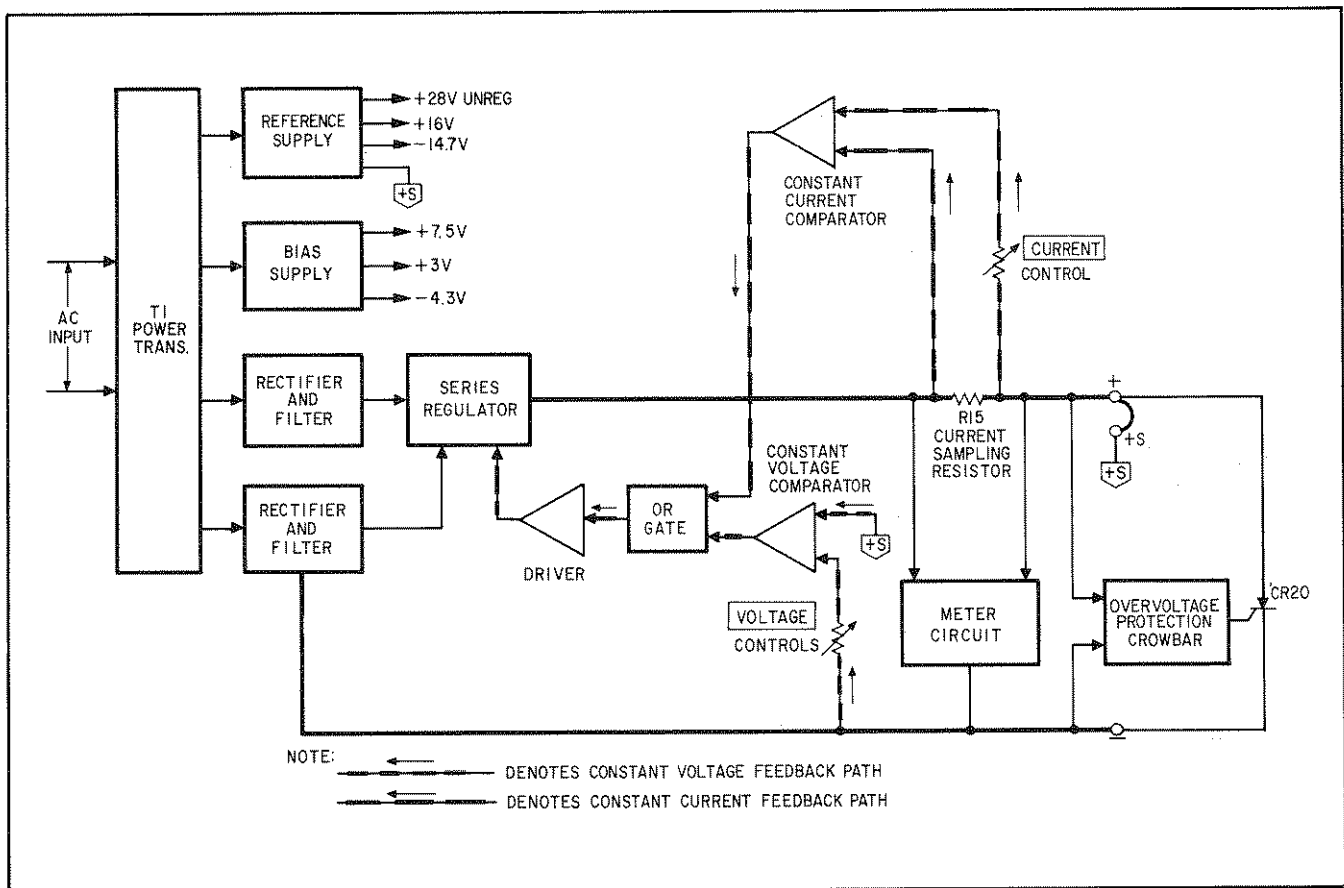 AC
INPUT
T1
POWER
TRANS.
REFERENCE
SUPPLY
+28V UNREG
+16V
-14.7V
+S
BIAS
SUPPLY
+7.5V
+3V
-4.3V
RECTIFIER
AND
FILTER
SERIES
REGULATOR
RECTIFIER
AND
FILTER
DRIVER
OR
GATE
CONSTANT
CURRENT
COMPARATOR
CURRENT
CONTROL
CONSTANT
VOLTAGE
COMPARATOR
+S
VOLTAGE
CONTROLS
R15
CURRENT
SAMPLING
RESISTOR
METER
CIRCUIT
+
+S
+S
OVERVOLTAGE
PROTECTION
CROWBAR
CR20
−
NOTE:
DENOTES CONSTANT VOLTAGE FEEDBACK PATH
DENOTES CONSTANT CURRENT FEEDBACK PATH